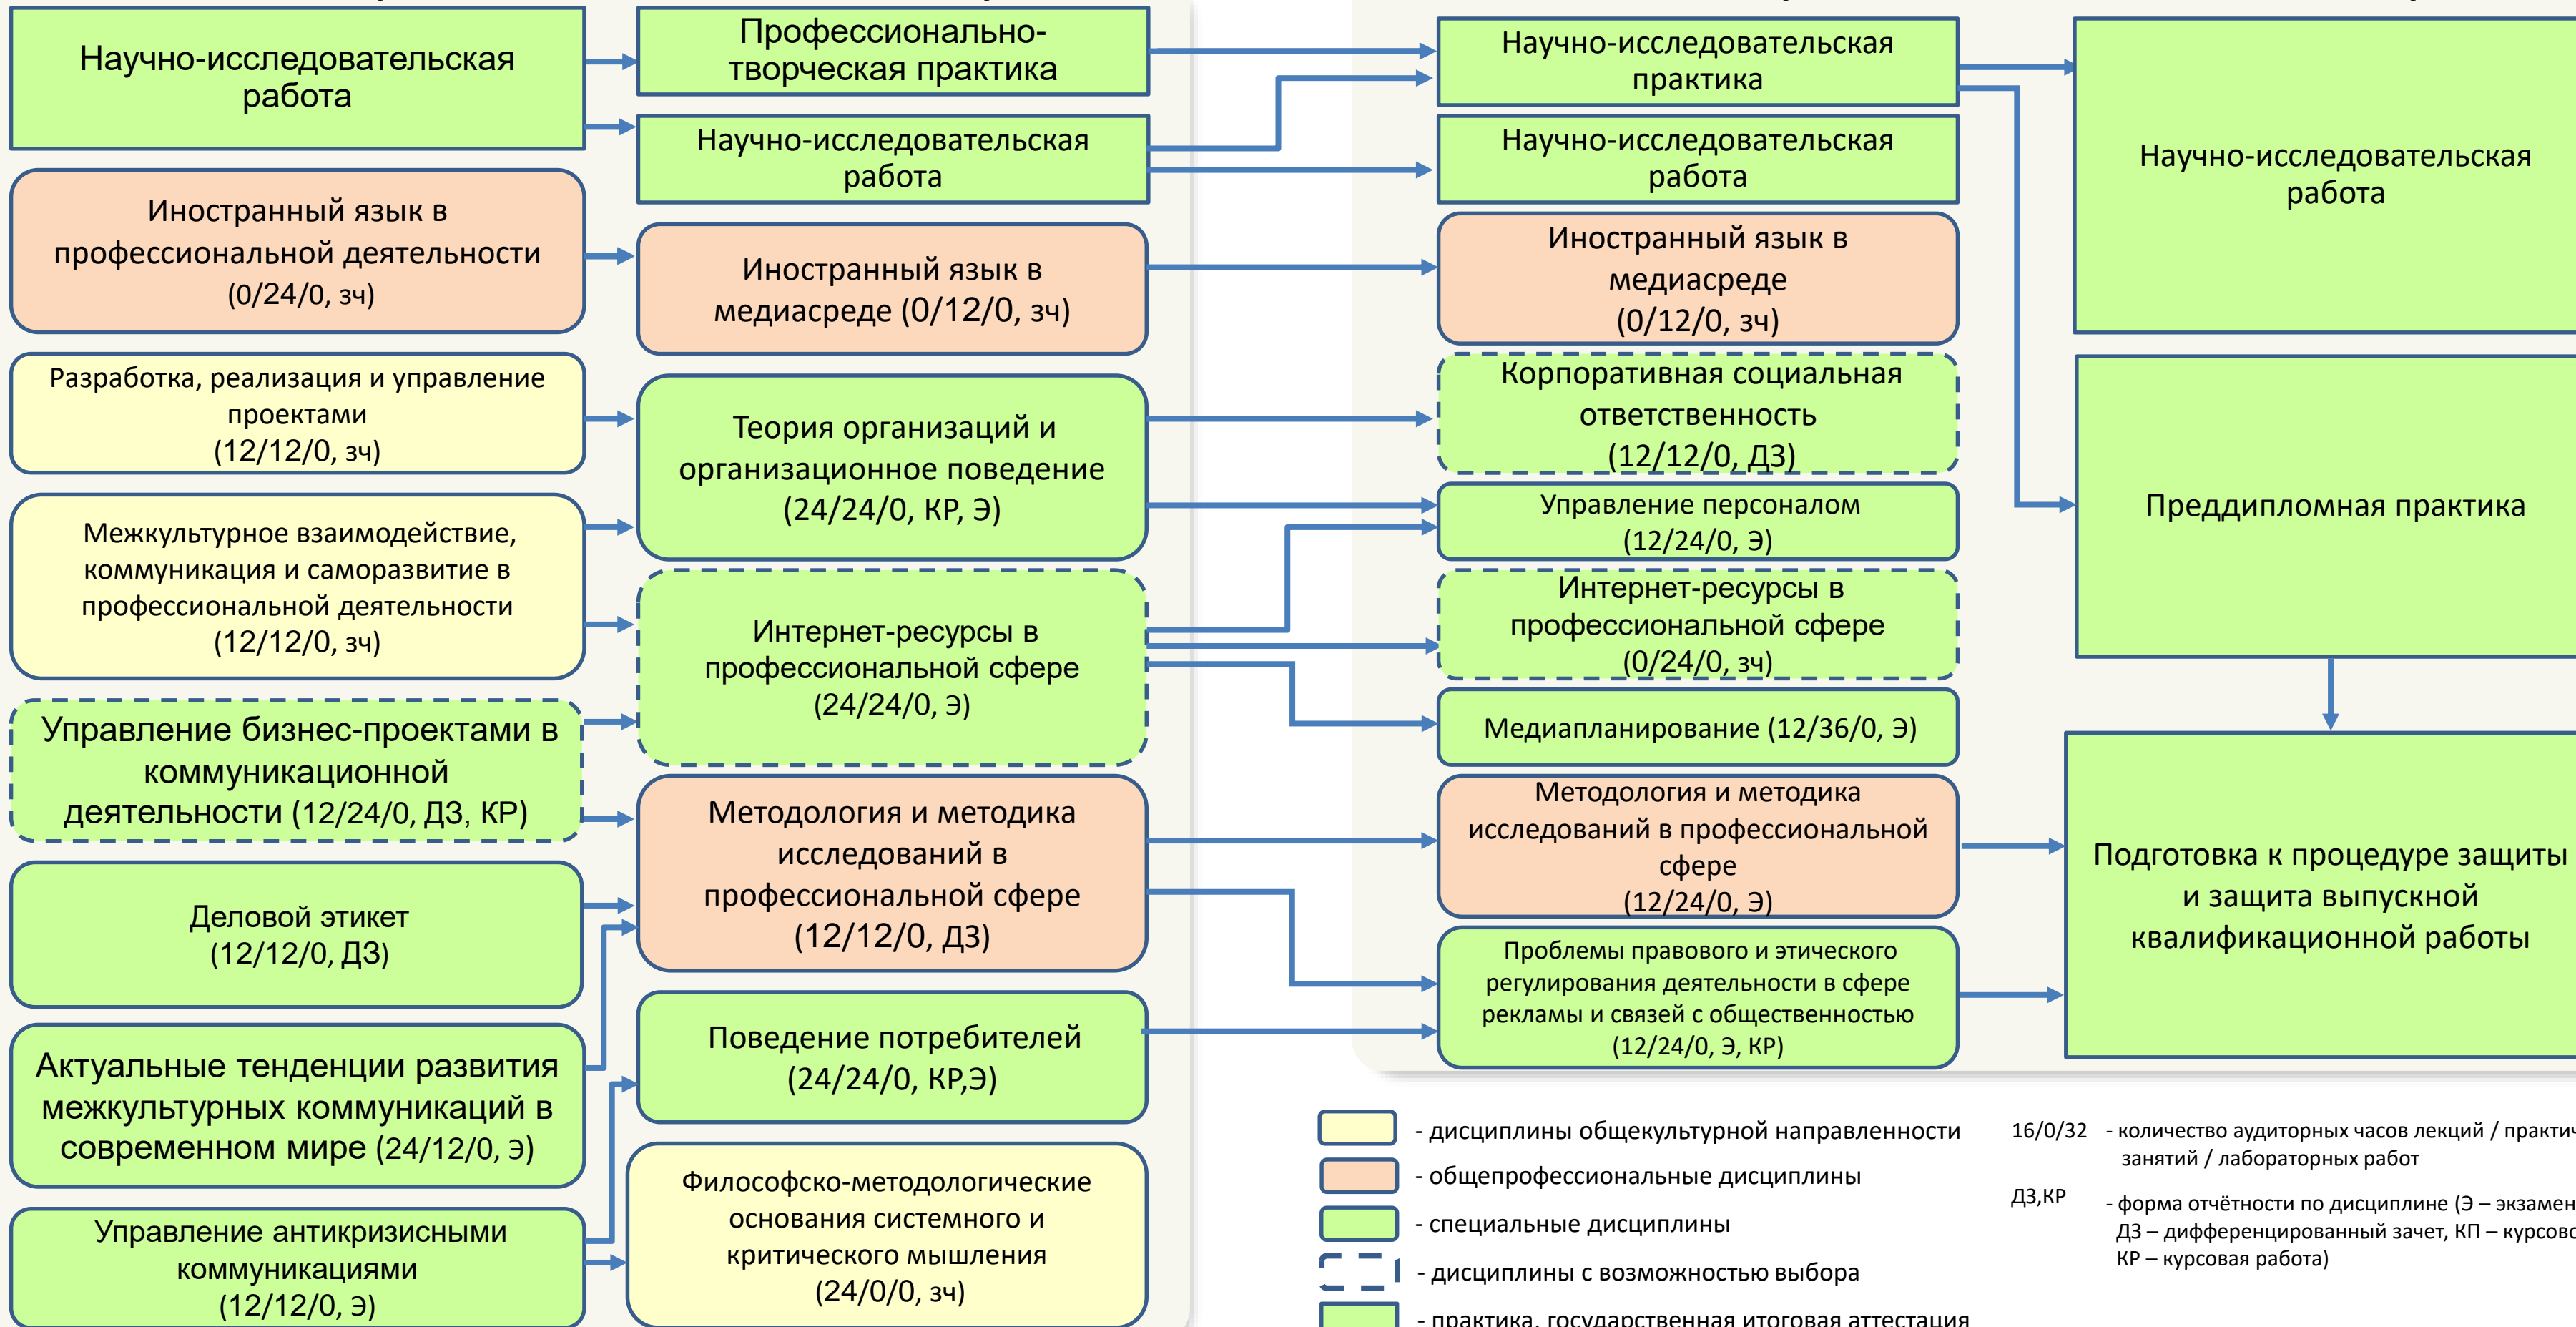 Научно-исследовательская
работа
Иностранный язык в
профессиональной деятельности
(0/24/0, зч)
Разработка, реализация и управление
проектами
(12/12/0, зч)
Межкультурное взаимодействие,
коммуникация и саморазвитие в
профессиональной деятельности
(12/12/0, зч)
Управление бизнес-проектами в
коммуникационной
деятельности (12/24/0, ДЗ, КР)
Деловой этикет
(12/12/0, ДЗ)
Актуальные тенденции развития
межкультурных коммуникаций в
современном мире (24/12/0, Э)
Управление антикризисными
коммуникациями
(12/12/0, Э)
Профессионально-
творческая практика
Научно-исследовательская
работа
Иностранный язык в
медиасреде (0/12/0, зч)
Теория организаций и
организационное поведение
(24/24/0, КР, Э)
Интернет-ресурсы в
профессиональной сфере
(24/24/0, Э)
Методология и методика
исследований в
профессиональной сфере
(12/12/0, ДЗ)
Поведение потребителей
(24/24/0, КР,Э)
Философско-методологические
основания системного и
критического мышления
(24/0/0, зч)
Научно-исследовательская
практика
Научно-исследовательская
работа
Иностранный язык в
медиасреде
(0/12/0, зч)
Корпоративная социальная
ответственность
(12/12/0, ДЗ)
Управление персоналом
(12/24/0, Э)
Интернет-ресурсы в
профессиональной сфере
(0/24/0, зч)
Медиапланирование (12/36/0, Э)
Методология и методика
исследований в профессиональной
сфере
(12/24/0, Э)
Проблемы правового и этического
регулирования деятельности в сфере
рекламы и связей с общественностью
(12/24/0, Э, КР)
Научно-исследовательская
работа
Преддипломная практика
Подготовка к процедуре защиты
и защита выпускной
квалификационной работы
- дисциплины общекультурной направленности
- общепрофессиональные дисциплины
- специальные дисциплины
- дисциплины с возможностью выбора
- практика, государственная итоговая аттестация
16/0/32 - количество аудиторных часов лекций / практич
занятий / лабораторных работ
ДЗ,КР - форма отчётности по дисциплине (Э – экзамен
ДЗ – дифференцированный зачет, КП – курсово
КР – курсовая работа)